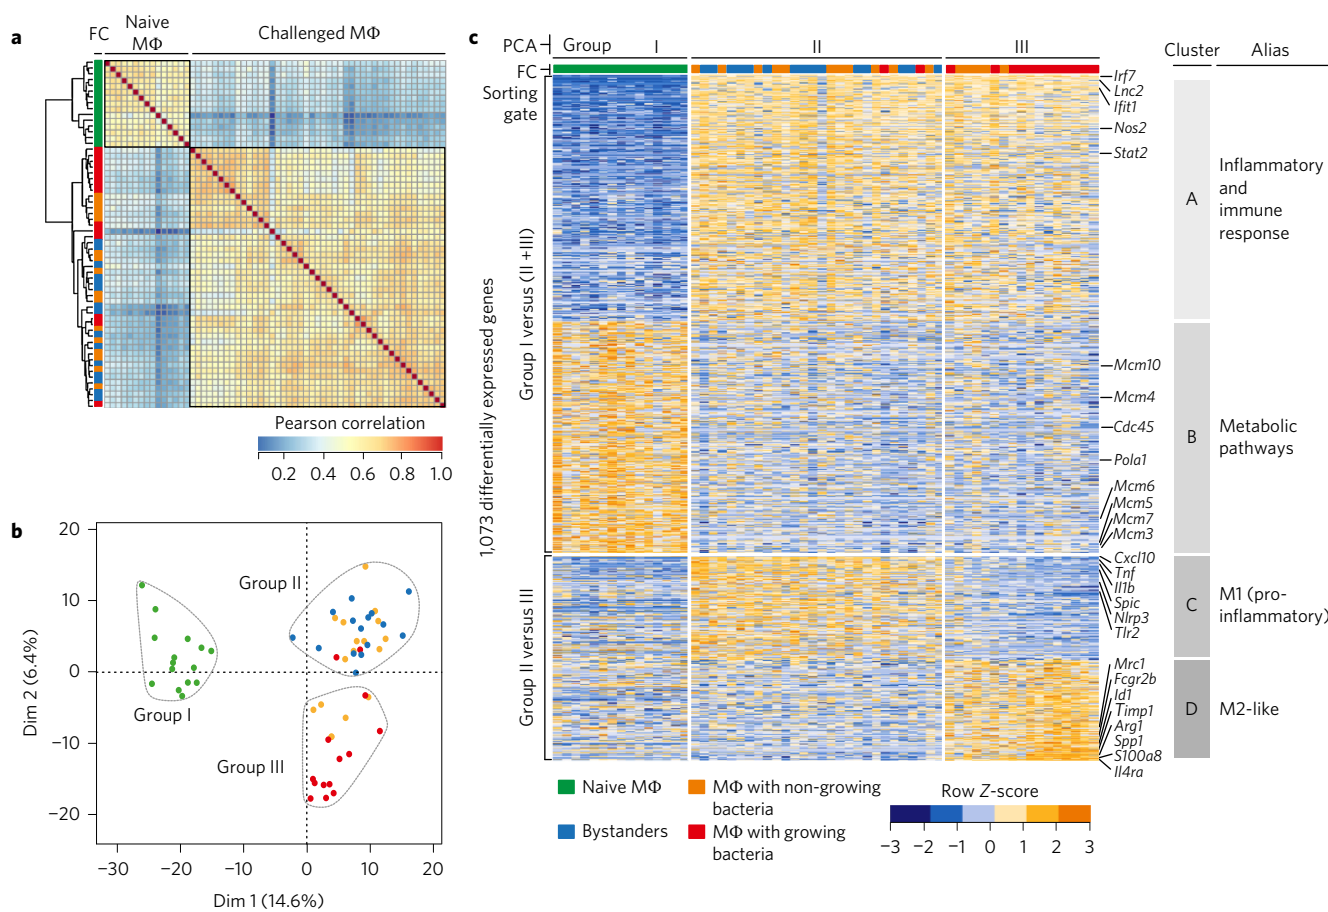 a
FC
Naive
MΦ
Challenged MΦ
Pearson correlation
0.2 0.4 0.6 0.8 1.0
b
20
10
0
−10
−20
−30 −20 −10 0 10 20
Dim 2 (6.4%)
Dim 1 (14.6%)
Group I
Group II
Group III
c
PCA
Group I II III
FC
Sorting
gate
1,073 differentially expressed genes
Group I versus (II +III)
Group II versus III
Irf7
Lnc2
Ifit1
Nos2
Stat2
Mcm10
Mcm4
Cdc45
Pola1
Mcm6
Mcm5
Mcm7
Mcm3
Cxcl10
Tnf
Il1b
Spic
Nlrp3
Tlr2
Mrc1
Fcgr2b
Id1
Timp1
Arg1
Spp1
S100a8
Il4ra
Cluster Alias
A
Inflammatory
and
immune
response
B
Metabolic
pathways
C
M1 (pro-
inflammatory)
D
M2-like
Naive MΦ
Bystanders
MΦ with non-growing
bacteria
MΦ with growing
bacteria
Row Z-score
−3 −2 −1 0 1 2 3